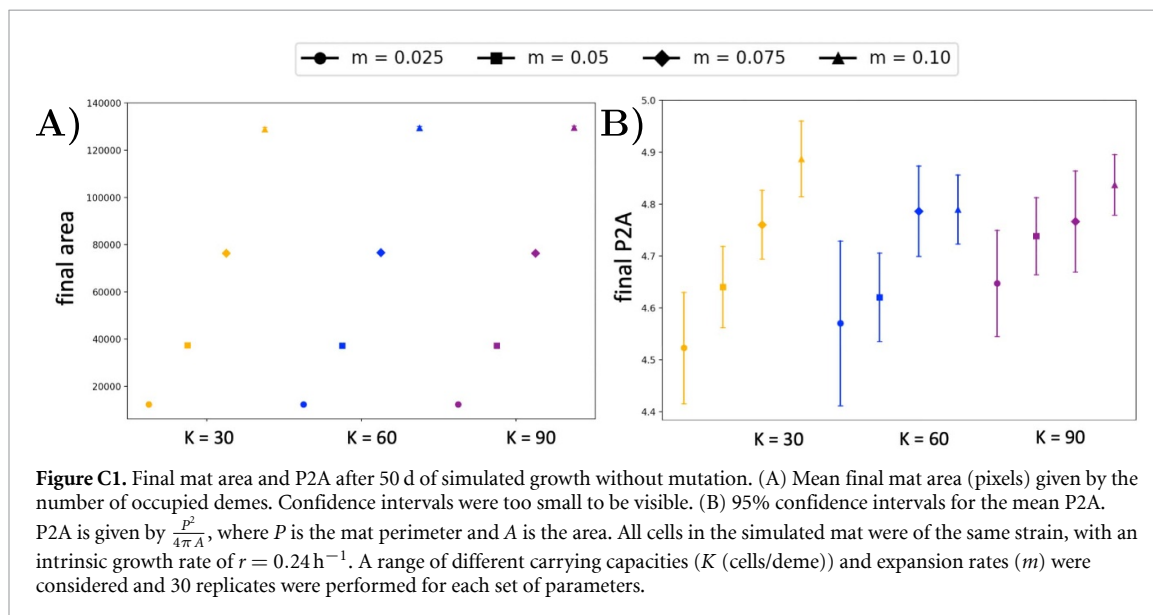 m = 0.025 m = 0.05 m = 0.075 m = 0.10
A)
140000
120000
100000
80000
60000
40000
20000
final area
K = 30 K = 60 K = 90
B)
5.0
4.9
4.8
4.7
4.6
4.5
4.4
final P2A
K = 30 K = 60 K = 90
Figure C1. Final mat area and P2A after 50 d of simulated growth without mutation. (A) Mean final mat area (pixels) given by the
number of occupied demes. Confidence intervals were too small to be visible. (B) 95% confidence intervals for the mean P2A.
P2A is given by P²/4πA, where P is the mat perimeter and A is the area. All cells in the simulated mat were of the same strain, with an
intrinsic growth rate of r = 0.24 h⁻¹. A range of different carrying capacities (K (cells/deme)) and expansion rates (m) were
considered and 30 replicates were performed for each set of parameters.